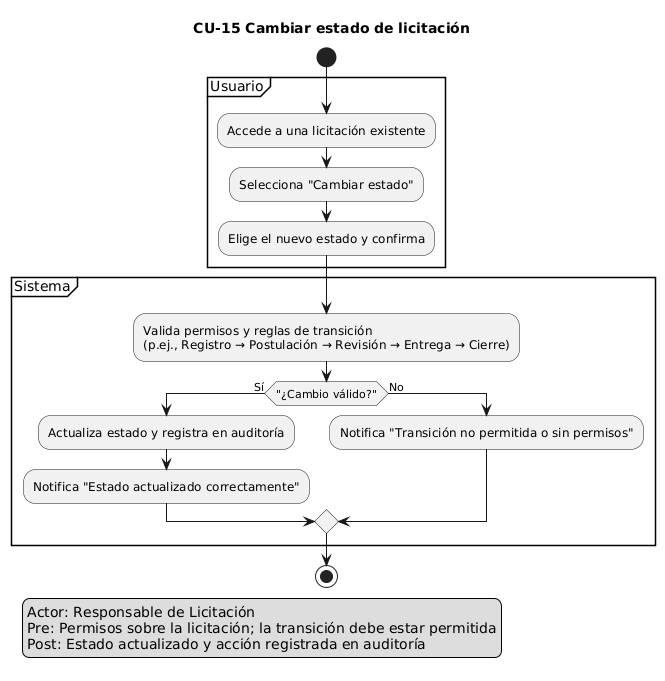 CU-15 Cambiar estado de licitación
Usuario
Accede a una licitación existente
Selecciona "Cambiar estado"
Elige el nuevo estado y confirma
Sistema
Valida permisos y reglas de transición
(p.ej., Registro → Postulación → Revisión → Entrega → Cierre)
Sí
"¿Cambio válido?"
No
Actualiza estado y registra en auditoría
Notifica "Transición no permitida o sin permisos"
Notifica "Estado actualizado correctamente"
Actor: Responsable de Licitación
Pre: Permisos sobre la licitación; la transición debe estar permitida
Post: Estado actualizado y acción registrada en auditoría